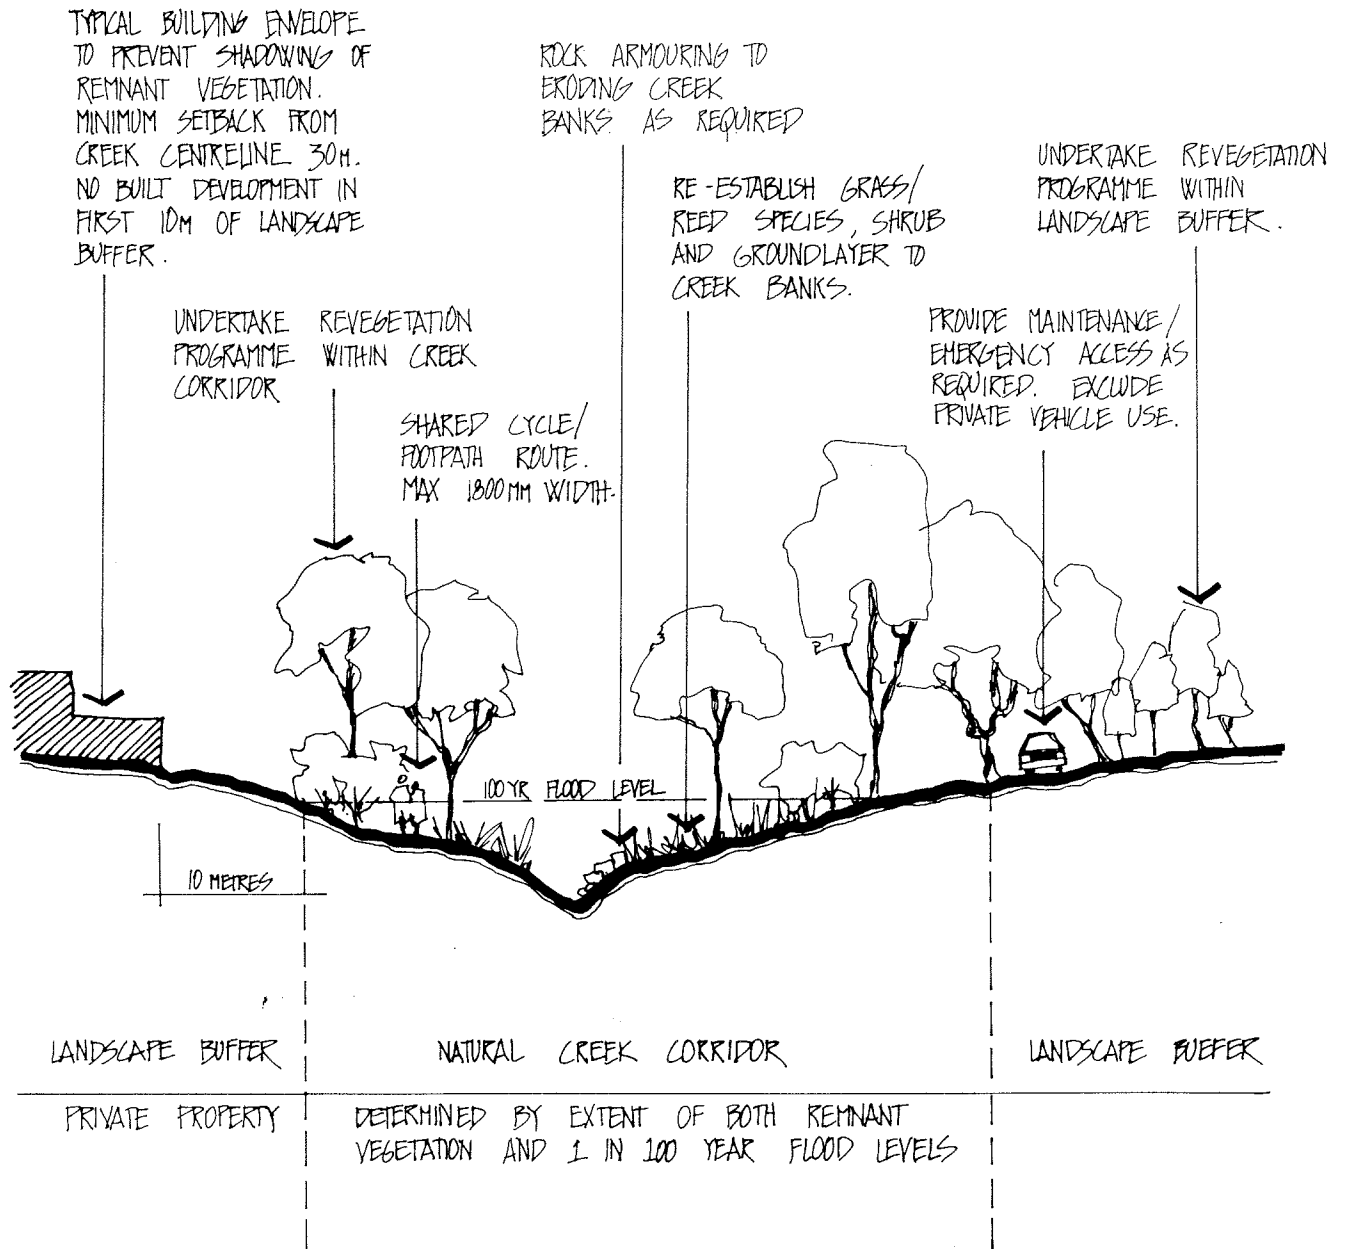 TYPICAL BUILDING ENVELOPE
TO PREVENT SHADOWING OF
REMNANT VEGETATION.
MINIMUM SETBACK FROM
CREEK CENTRELINE 30M.
NO BUILT DEVELOPMENT IN
FIRST 10M OF LANDSCAPE
BUFFER.
ROCK ARMOURING TO
ERODING CREEK
BANKS AS REQUIRED
RE-ESTABLISH GRASS/
REED SPECIES, SHRUB
AND GROUNDLAYER TO
CREEK BANKS.
UNDERTAKE REVEGETATION
PROGRAMME WITHIN
LANDSCAPE BUFFER.
UNDERTAKE REVEGETATION
PROGRAMME WITHIN CREEK
CORRIDOR
SHARED CYCLE/
FOOTPATH ROUTE.
MAX 1800MM WIDTH.
PROVIDE MAINTENANCE/
EMERGENCY ACCESS AS
REQUIRED. EXCLUDE
PRIVATE VEHICLE USE.
100 YR FLOOD LEVEL
10 METRES
LANDSCAPE BUFFER
NATURAL CREEK CORRIDOR
LANDSCAPE BUFFER
PRIVATE PROPERTY
DETERMINED BY EXTENT OF BOTH REMNANT
VEGETATION AND 1 IN 100 YEAR FLOOD LEVELS